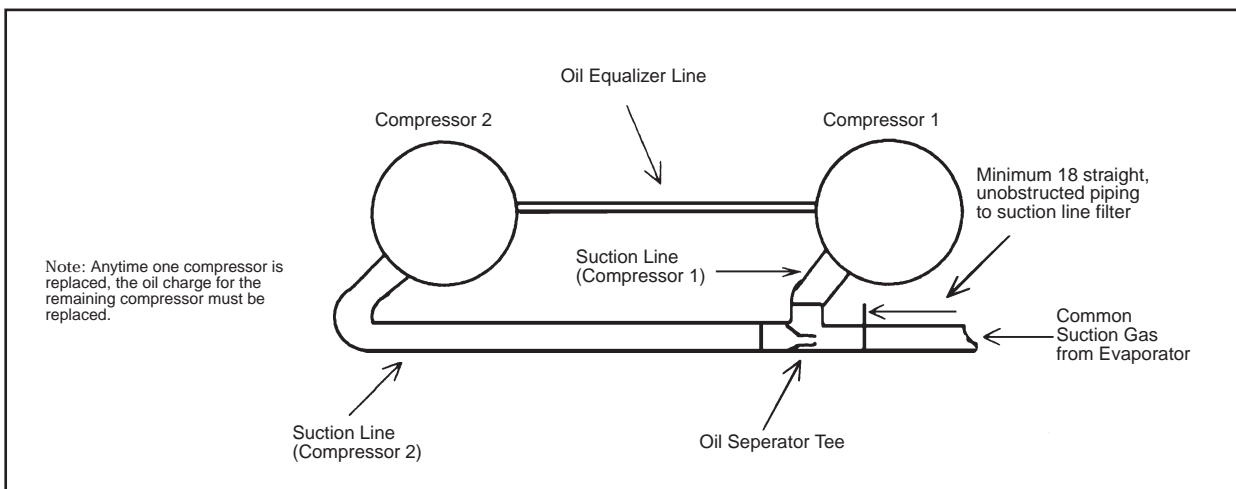 Oil Equalizer Line
Compressor 2
Compressor 1
Minimum 18 straight,
unobstructed piping
to suction line filter
Suction Line
(Compressor 1)
Note: Anytime one compressor is
replaced, the oil charge for the
remaining compressor must be
replaced.
Common
Suction Gas
from Evaporator
Suction Line
(Compressor 2)
Oil Seperator Tee